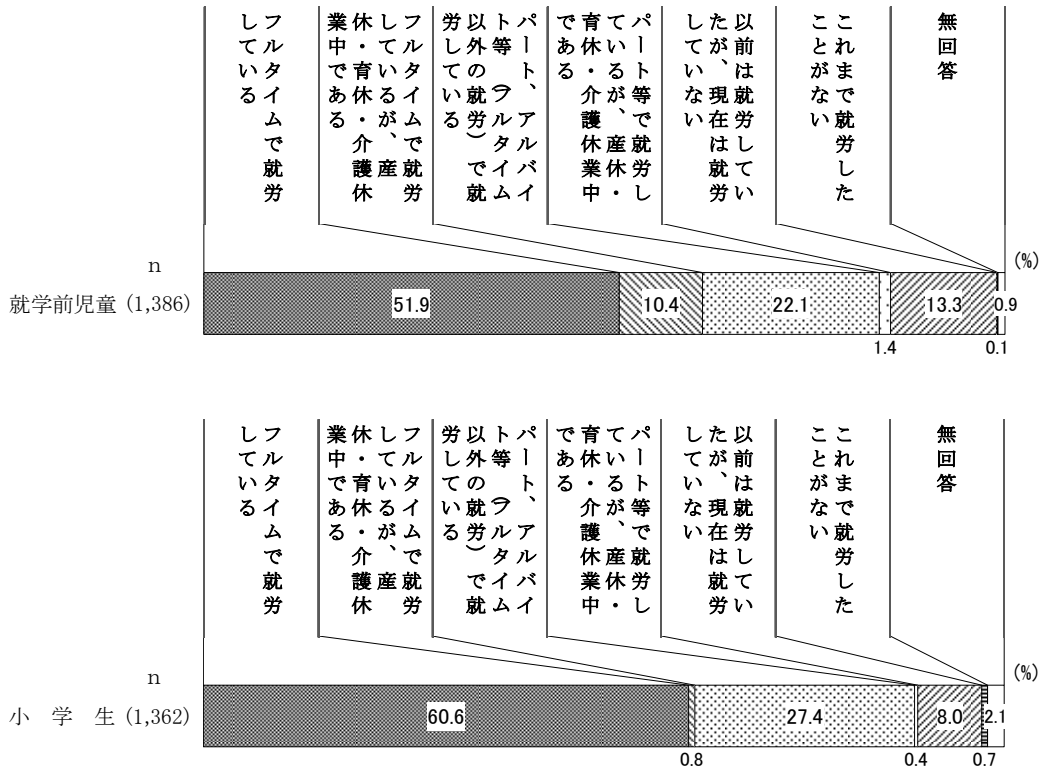 フルタイムで就労
している
フルタイムで就労
しているが、産
休・育休・介護休
業中である
パート、アルバイ
ト等（フルタイム
以外の就労）で就
労している
パート等で就労し
ているが、産休・
育休・介護休業中
である
以前は就労してい
たが、現在は就労
していない
これまで就労した
ことがない
無回答
(%)
n
就学前児童 (1,386)
51.9
10.4
22.1
1.4
13.3
0.1
0.9
フルタイムで就労
している
フルタイムで就労
しているが、産
休・育休・介護休
業中である
パート、アルバイ
ト等（フルタイム
以外の就労）で就
労している
パート等で就労し
ているが、産休・
育休・介護休業中
である
以前は就労してい
たが、現在は就労
していない
これまで就労した
ことがない
無回答
(%)
n
小 学 生 (1,362)
60.6
0.8
27.4
0.4
8.0
0.7
2.1